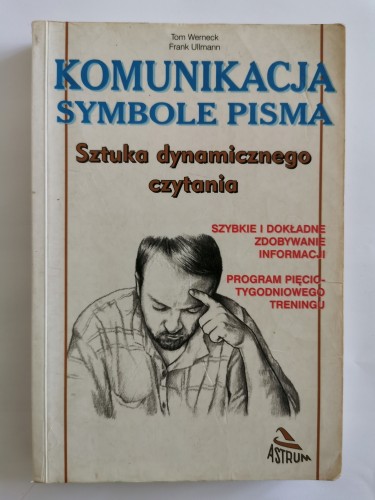 Tom Werneck
Frank Ullmann
KOMUNIKACJA
SYMBOLE PISMA
Sztuka dynamicznego
czytania
SZYBKIE I DOKŁADNE
ZDOBYWANIE
INFORMACJI
PROGRAM PIĘCIO-
TYGODNIOWEGO
TRENINGU
ASTRUM